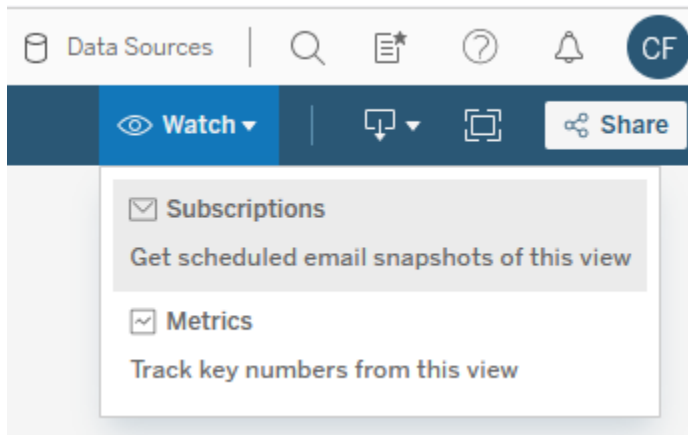 Data Sources
CF
Watch
Share
Subscriptions
Get scheduled email snapshots of this view
Metrics
Track key numbers from this view